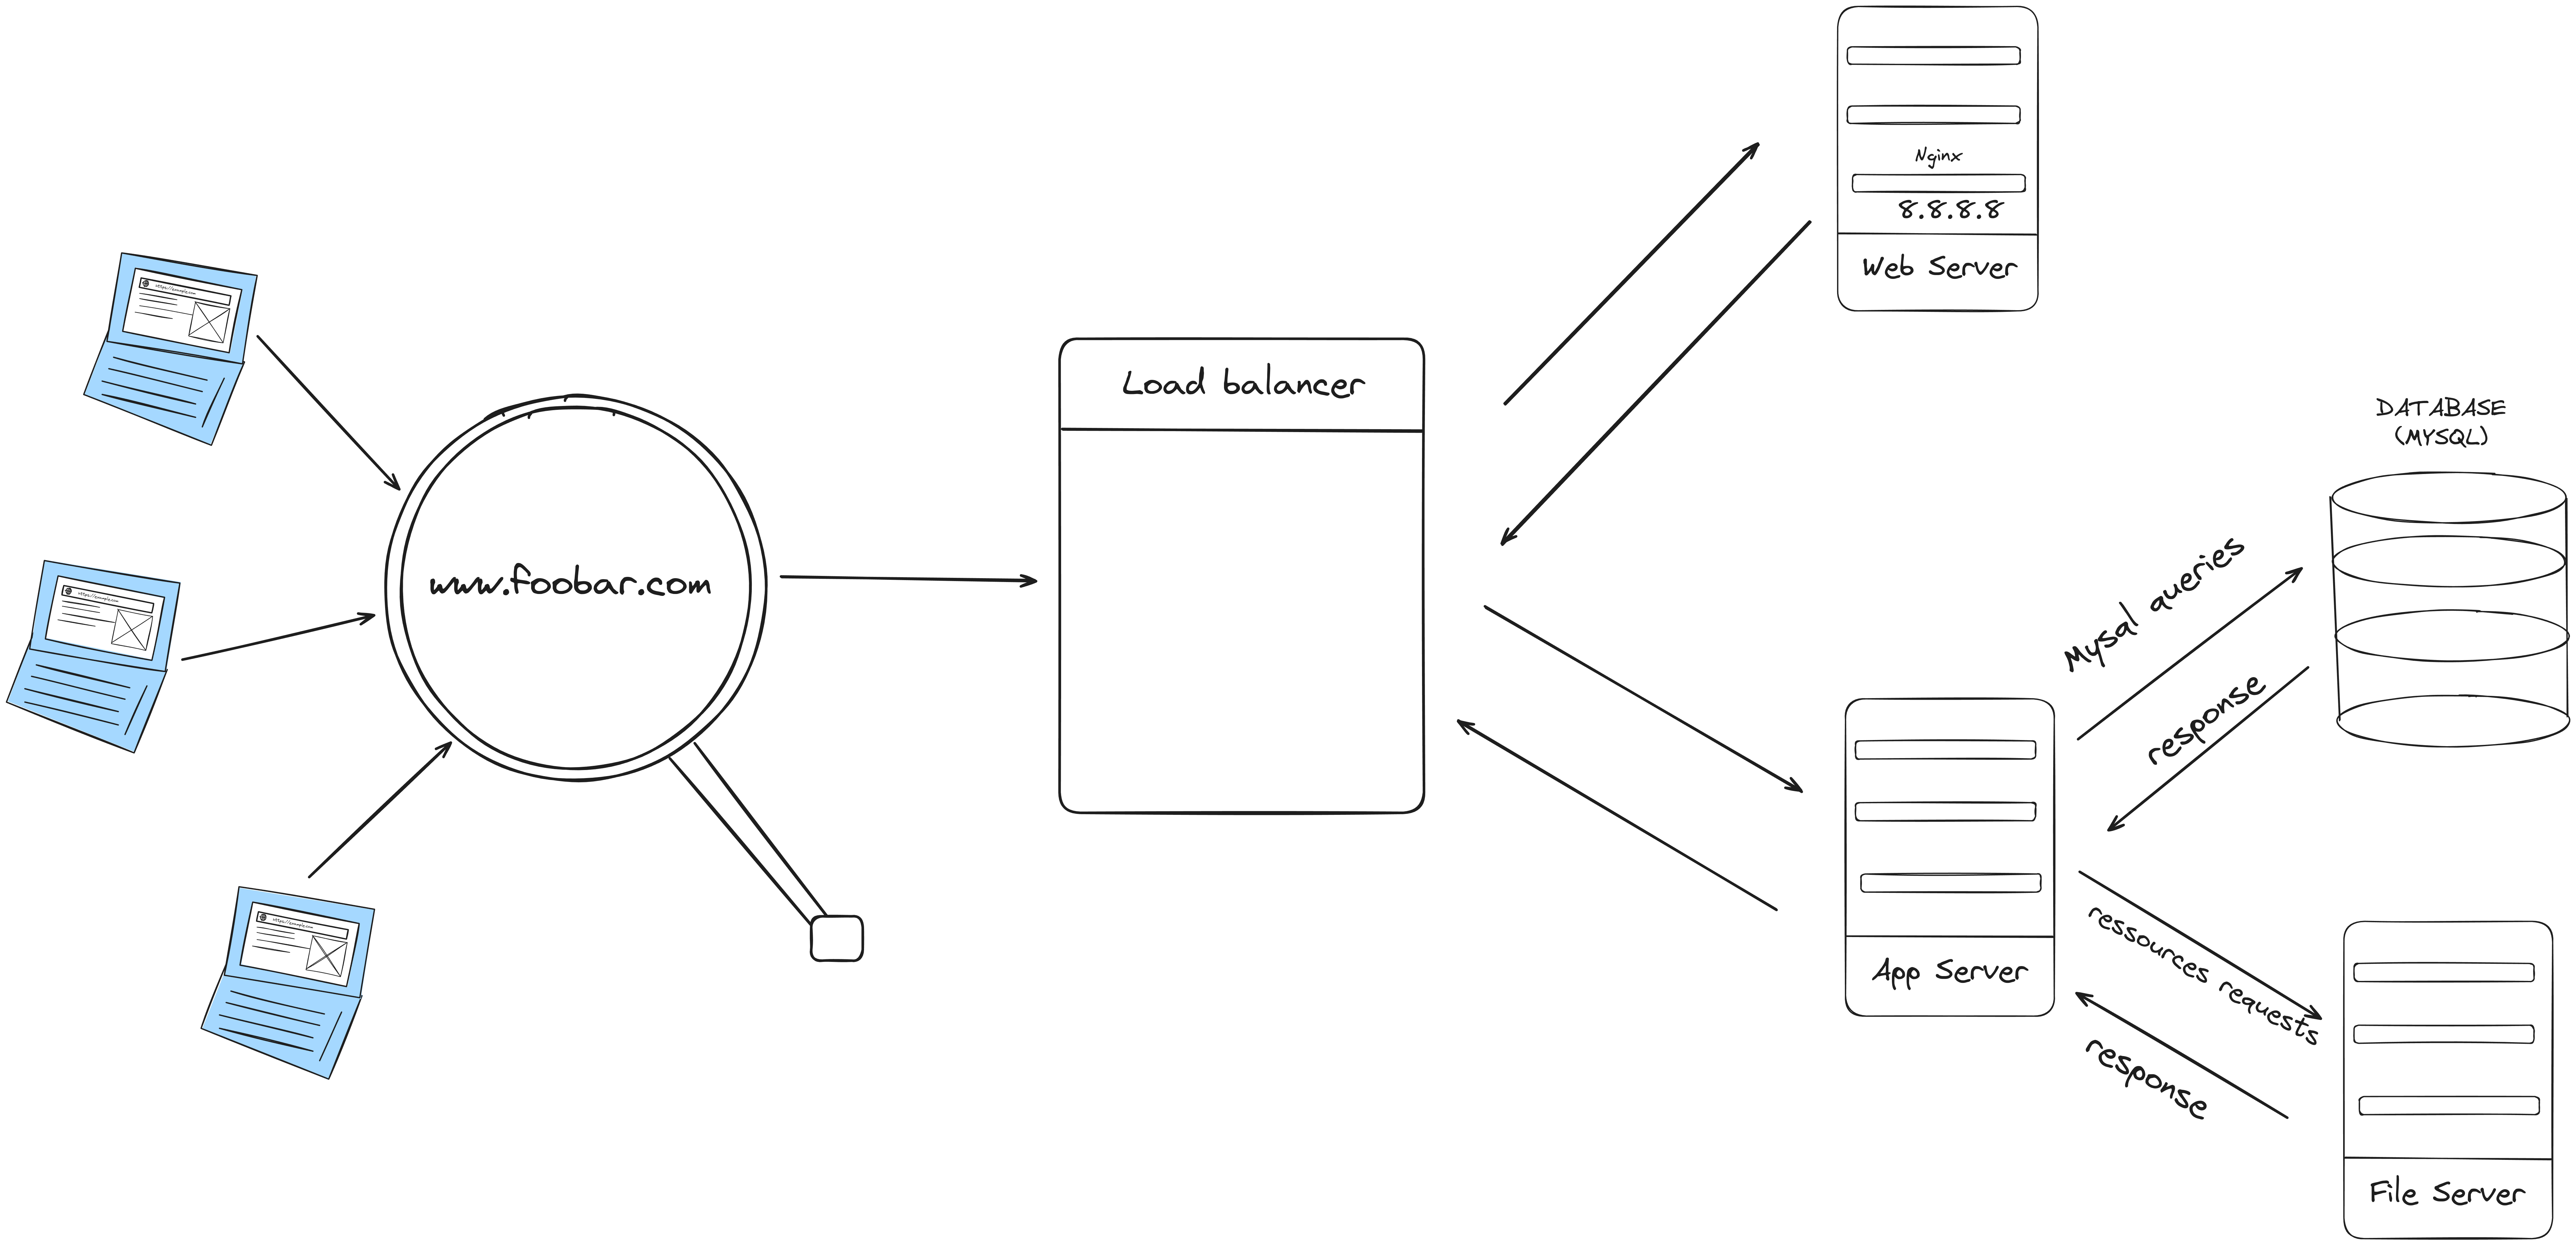 Nginx
8.8.8.8
Web Server
https://example.com
https://example.com
https://example.com
www.foobar.com
Load balancer
DATABASE
(MYSQL)
Mysql queries
response
App Server
ressources requests
response
File Server